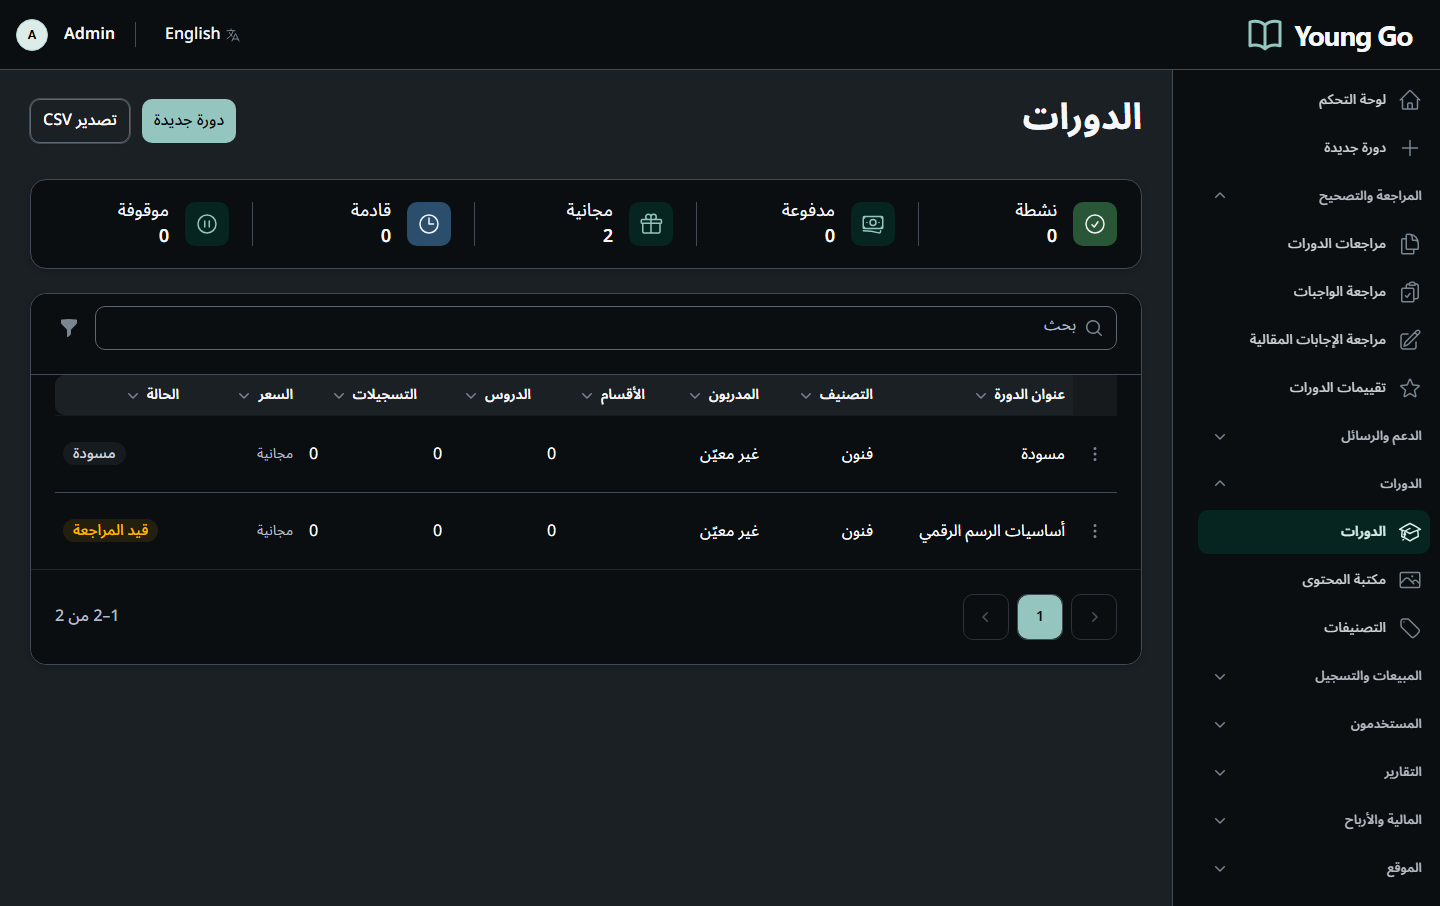 Young Go
English
Admin
A
لوحة التحكم
دورة جديدة
المراجعة والتصحيح
مراجعات الدورات
مراجعة الواجبات
مراجعة الإجابات المقالية
تقييمات الدورات
الدعم والرسائل
الدورات
الدورات
مكتبة المحتوى
التصنيفات
المبيعات والتسجيل
المستخدمون
التقارير
المالية والأرباح
الموقع
الدورات
دورة جديدة
تصدير CSV
نشطة
0
مدفوعة
0
مجانية
2
قادمة
0
موقوفة
0
بحث
عنوان الدورة التصنيف المدربون الأقسام الدروس التسجيلات السعر الحالة
مسودة فنون غير معيّن 0 0 0 مجانية مسودة
أساسيات الرسم الرقمي فنون غير معيّن 0 0 0 مجانية قيد المراجعة
1
1–2 من 2